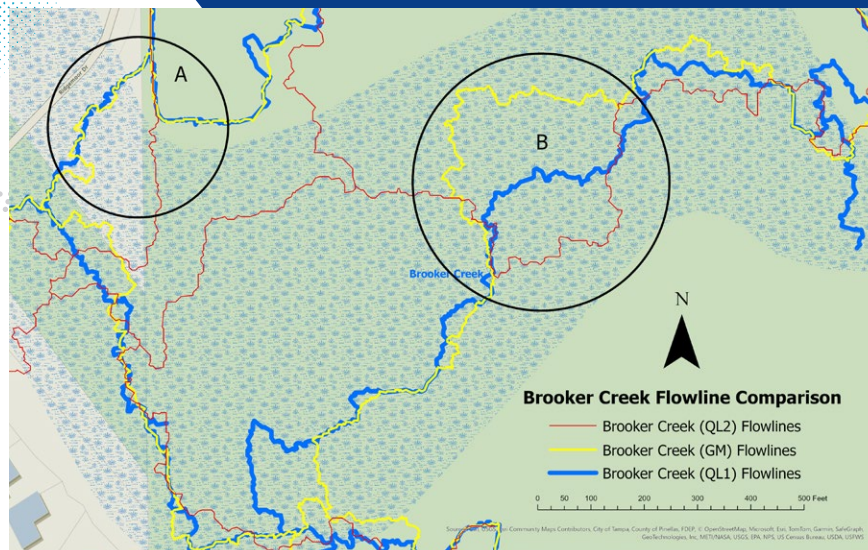 A
Ridgemoor Dr
B
Brooker Creek
N
Brooker Creek Flowline Comparison
Brooker Creek (QL2) Flowlines
Brooker Creek (GM) Flowlines
Brooker Creek (QL1) Flowlines
0 50 100 200 300 400 500 Feet
Community Maps Contributors, City of Tampa, County of Pinellas, FDEP, © OpenStreetMap, Microsoft, Esri, TomTom, Garmin, SafeGraph,
GeoTechnologies, Inc, METI/NASA, USGS, EPA, NPS, US Census Bureau, USDA, USFWS